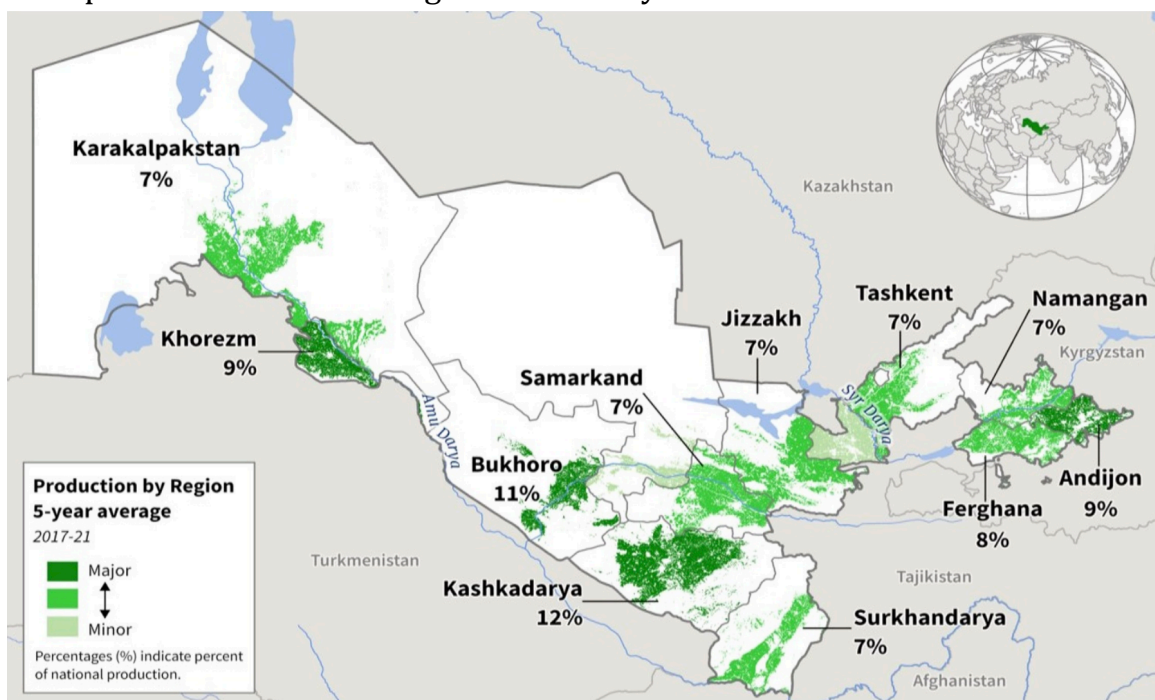 Karakalpakstan
7%
Kazakhstan
Tashkent
7%
Namangan
7%
Jizzakh
7%
Kyrgyzstan
Khorezm
9%
Samarkand
7%
Syr Darya
Amu Darya
Bukhoro
11%
Andijon
9%
Ferghana
8%
Turkmenistan
Kashkadarya
12%
Tajikistan
Surkhandarya
7%
Afghanistan
Production by Region
5-year average
2017-21
Major
Minor
Percentages (%) indicate percent
of national production.